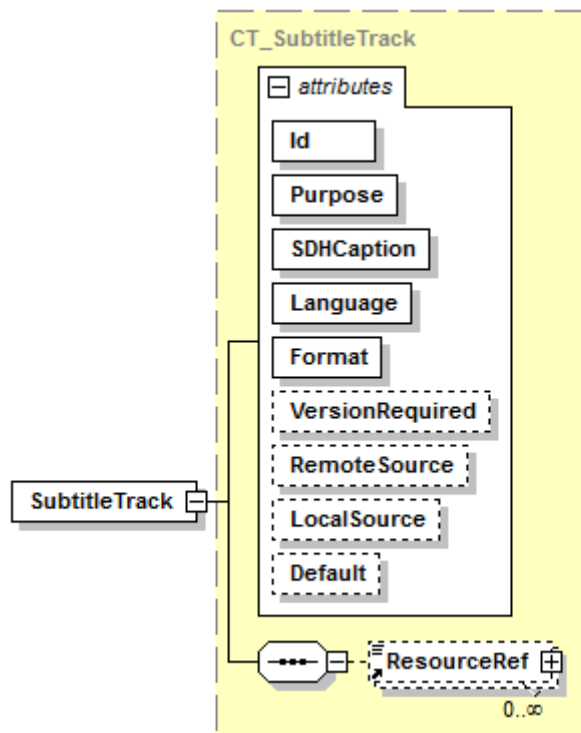 CT_SubtitleTrack
attributes
Id
Purpose
SDHCaption
Language
Format
VersionRequired
RemoteSource
LocalSource
Default
SubtitleTrack
ResourceRef
0..∞